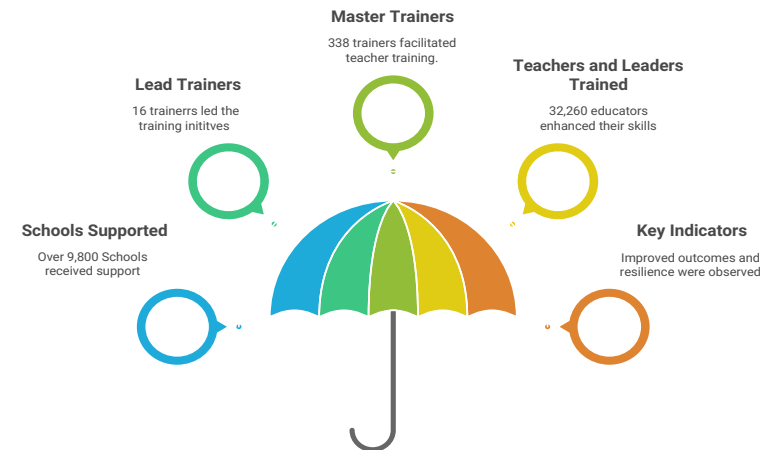 Master Trainers
338 trainers facilitated
teacher training.
Teachers and Leaders
Trained
32,260 educators
enhanced their skills
Lead Trainers
16 trainerrs led the
training inititves
Schools Supported
Over 9,800 Schools
received support
Key Indicators
Improved outcomes and
resilience were observed